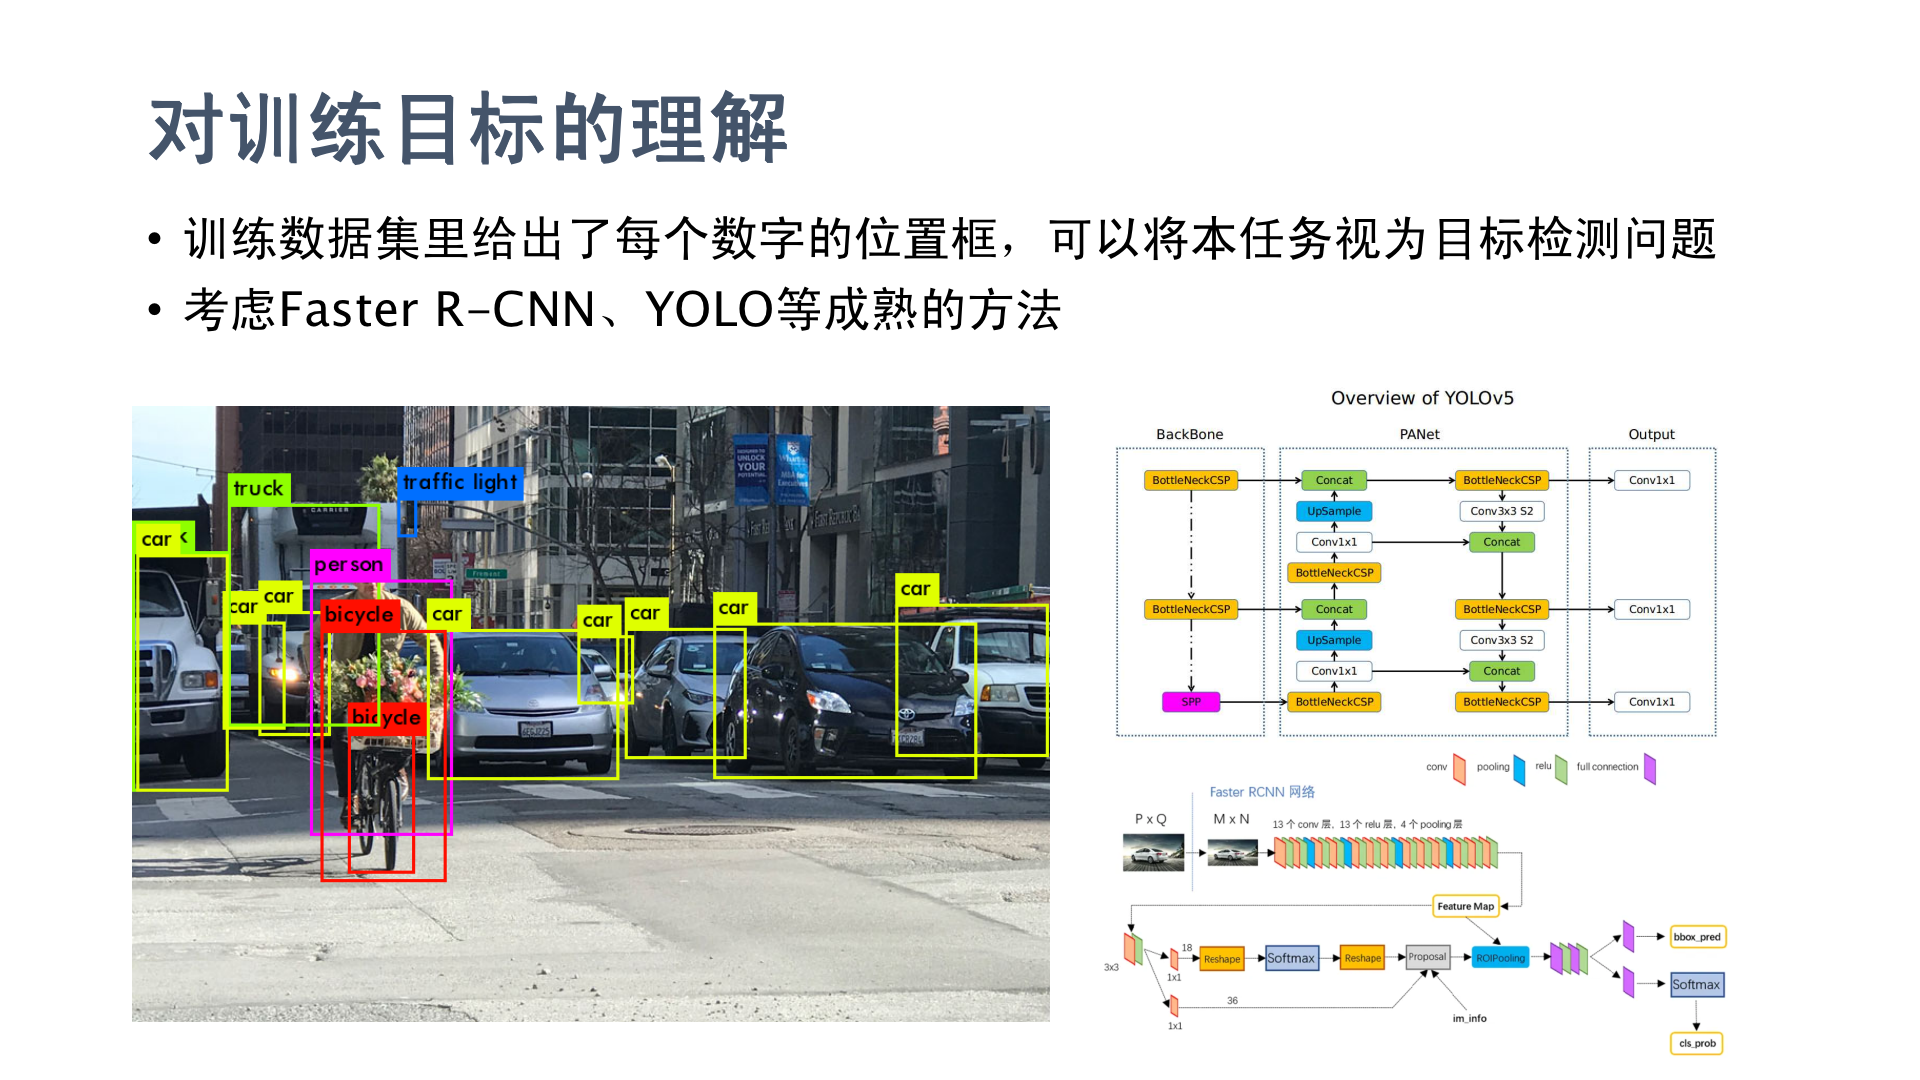 对训练目标的理解
• 训练数据集里给出了每个数字的位置框，可以将本任务视为目标检测问题
• 考虑Faster R-CNN、YOLO等成熟的方法
truck
traffic light
car
person
car
car
bicycle
car
car
car
car
car
bicycle
CARRIER
UNLOCK
YOUR
Fremont
Overview of YOLOv5
BackBone
PANet
Output
BottleNeckCSP
Concat
BottleNeckCSP
Conv1x1
UpSample
Conv3x3 S2
Conv1x1
Concat
BottleNeckCSP
BottleNeckCSP
Concat
BottleNeckCSP
Conv1x1
UpSample
Conv3x3 S2
Conv1x1
Concat
SPP
BottleNeckCSP
BottleNeckCSP
Conv1x1
conv
pooling
relu
full connection
Faster RCNN 网络
P x Q
M x N
13 个 conv 层, 13 个 relu 层, 4 个 pooling 层
Feature Map
3x3
18
1x1
Reshape
Softmax
Reshape
Proposal
ROIPooling
bbox_pred
Softmax
36
1x1
im_info
cls_prob